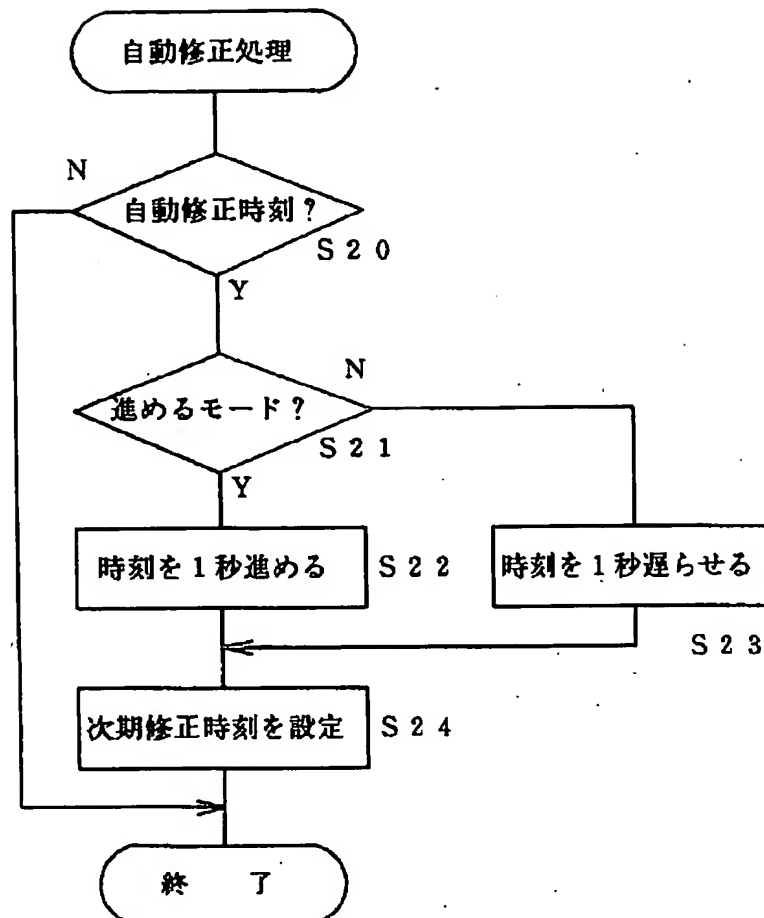 自動修正処理
N
自動修正時刻?
S20
Y
N
進めるモード?
S21
Y
時刻を1秒進める
S22
時刻を1秒遅らせる
S23
次期修正時刻を設定
S24
終 了